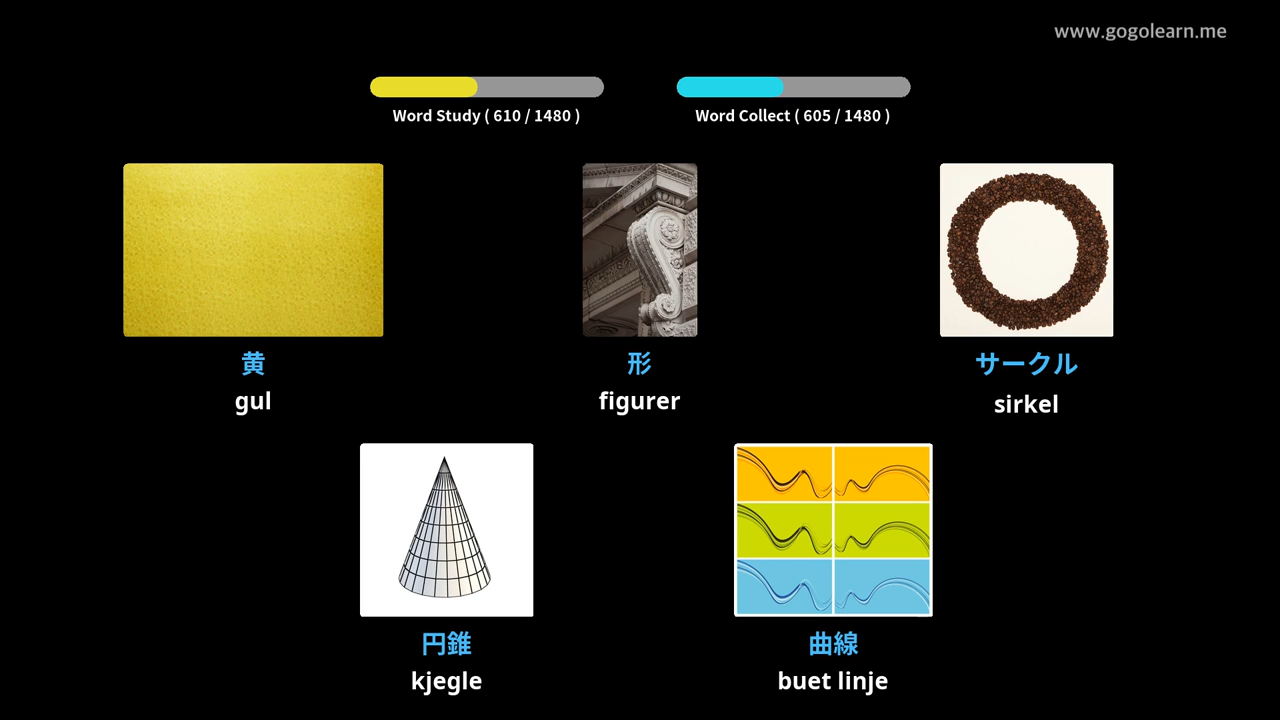 www.gogolearn.me
Word Study ( 610 / 1480 )
Word Collect ( 605 / 1480 )
黄
gul
形
figurer
サークル
sirkel
円錐
kjegle
曲線
buet linje